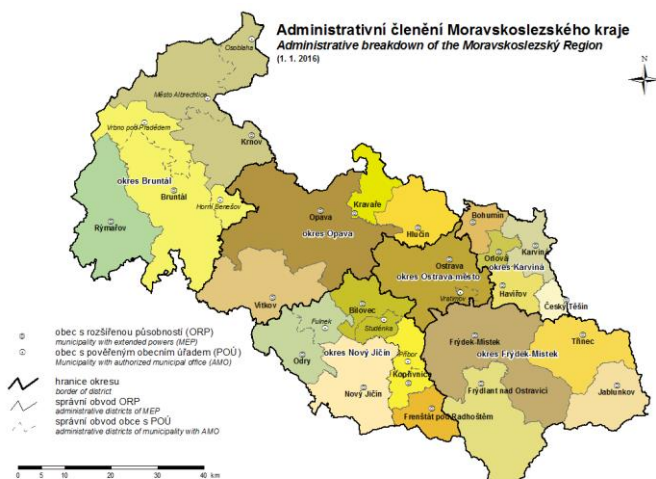 Administrativní členění Moravskoslezského kraje
Administrative breakdown of the Moravskoslezský Region
(1. 1. 2016)
N
Osoblaha
Město Albrechtice
Vrbno pod Pradědem
Krnov
okres Bruntál
Bruntál
Horní Benešov
Rýmařov
Kravaře
Opava
okres Opava
Hlučín
Bohumín
Karviná
Orlová
okres Karviná
Ostrava
okres Ostrava město
Vratimov
Havířov
Český Těšín
Vítkov
Bílovec
Studénka
Fulnek
Odry
okres Nový Jičín
Příbor
Kopřivnice
Nový Jičín
Frenštát pod Radhoštěm
Frýdek-Místek
okres Frýdek-Místek
Třinec
Frýdlant nad Ostravicí
Jablunkov
obec s rozšířenou působností (ORP)
municipality with extended powers (MEP)
obec s pověřeným obecním úřadem (POÚ)
Municipality with authorized municipal office (AMO)
hranice okresu
border of district
správní obvod ORP
administrative districts of MEP
správní obvod obce s POÚ
administrative districts of municipality with AMO
0 5 10 20 30 40
km